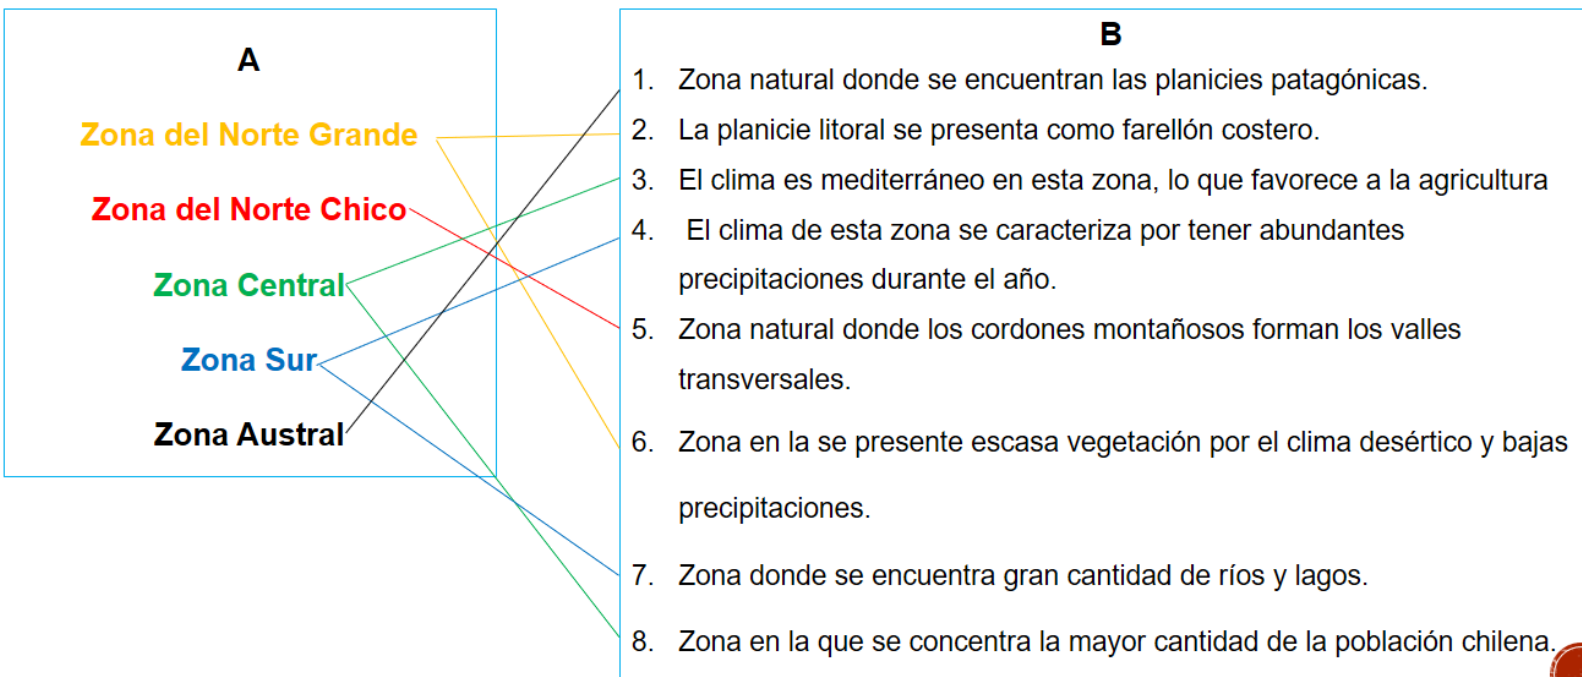 A
Zona del Norte Grande
Zona del Norte Chico
Zona Central
Zona Sur
Zona Austral
B
1. Zona natural donde se encuentran las planicies patagónicas.
2. La planicie litoral se presenta como farellón costero.
3. El clima es mediterráneo en esta zona, lo que favorece a la agricultura
4. El clima de esta zona se caracteriza por tener abundantes
precipitaciones durante el año.
5. Zona natural donde los cordones montañosos forman los valles
transversales.
6. Zona en la se presente escasa vegetación por el clima desértico y bajas
precipitaciones.
7. Zona donde se encuentra gran cantidad de ríos y lagos.
8. Zona en la que se concentra la mayor cantidad de la población chilena.